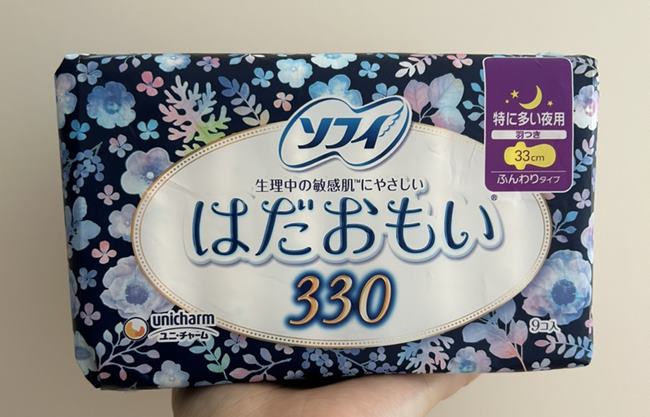 ソフィ
生理中の敏感肌™にやさしい
はだおもい®
330
特に多い夜用
羽つき
33cm
ふんわりタイプ
unicharm
ユニ・チャーム
9コ入